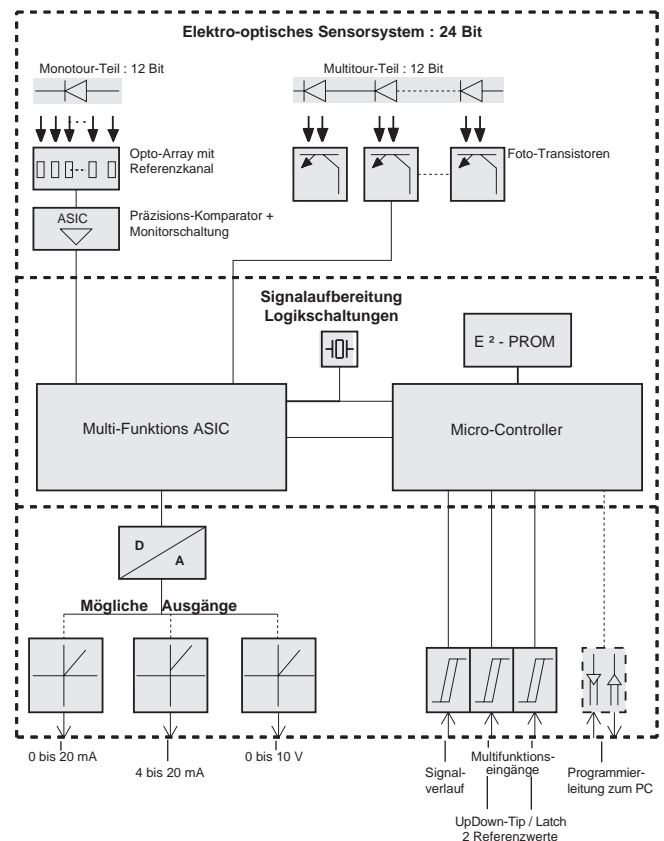 Elektro-optisches Sensorsystem : 24 Bit
Monotour-Teil : 12 Bit
Multitour-Teil : 12 Bit
Opto-Array mit
Referenzkanal
Foto-Transistoren
ASIC
Präzisions-Komparator +
Monitorschaltung
Signalaufbereitung
Logikschaltungen
E ² - PROM
Multi-Funktions ASIC
Micro-Controller
D
A
Mögliche Ausgänge
0 bis 20 mA
4 bis 20 mA
0 bis 10 V
Signal-
verlauf
Multifunktions-
eingänge
Programmier-
leitung zum PC
UpDown-Tip / Latch
2 Referenzwerte